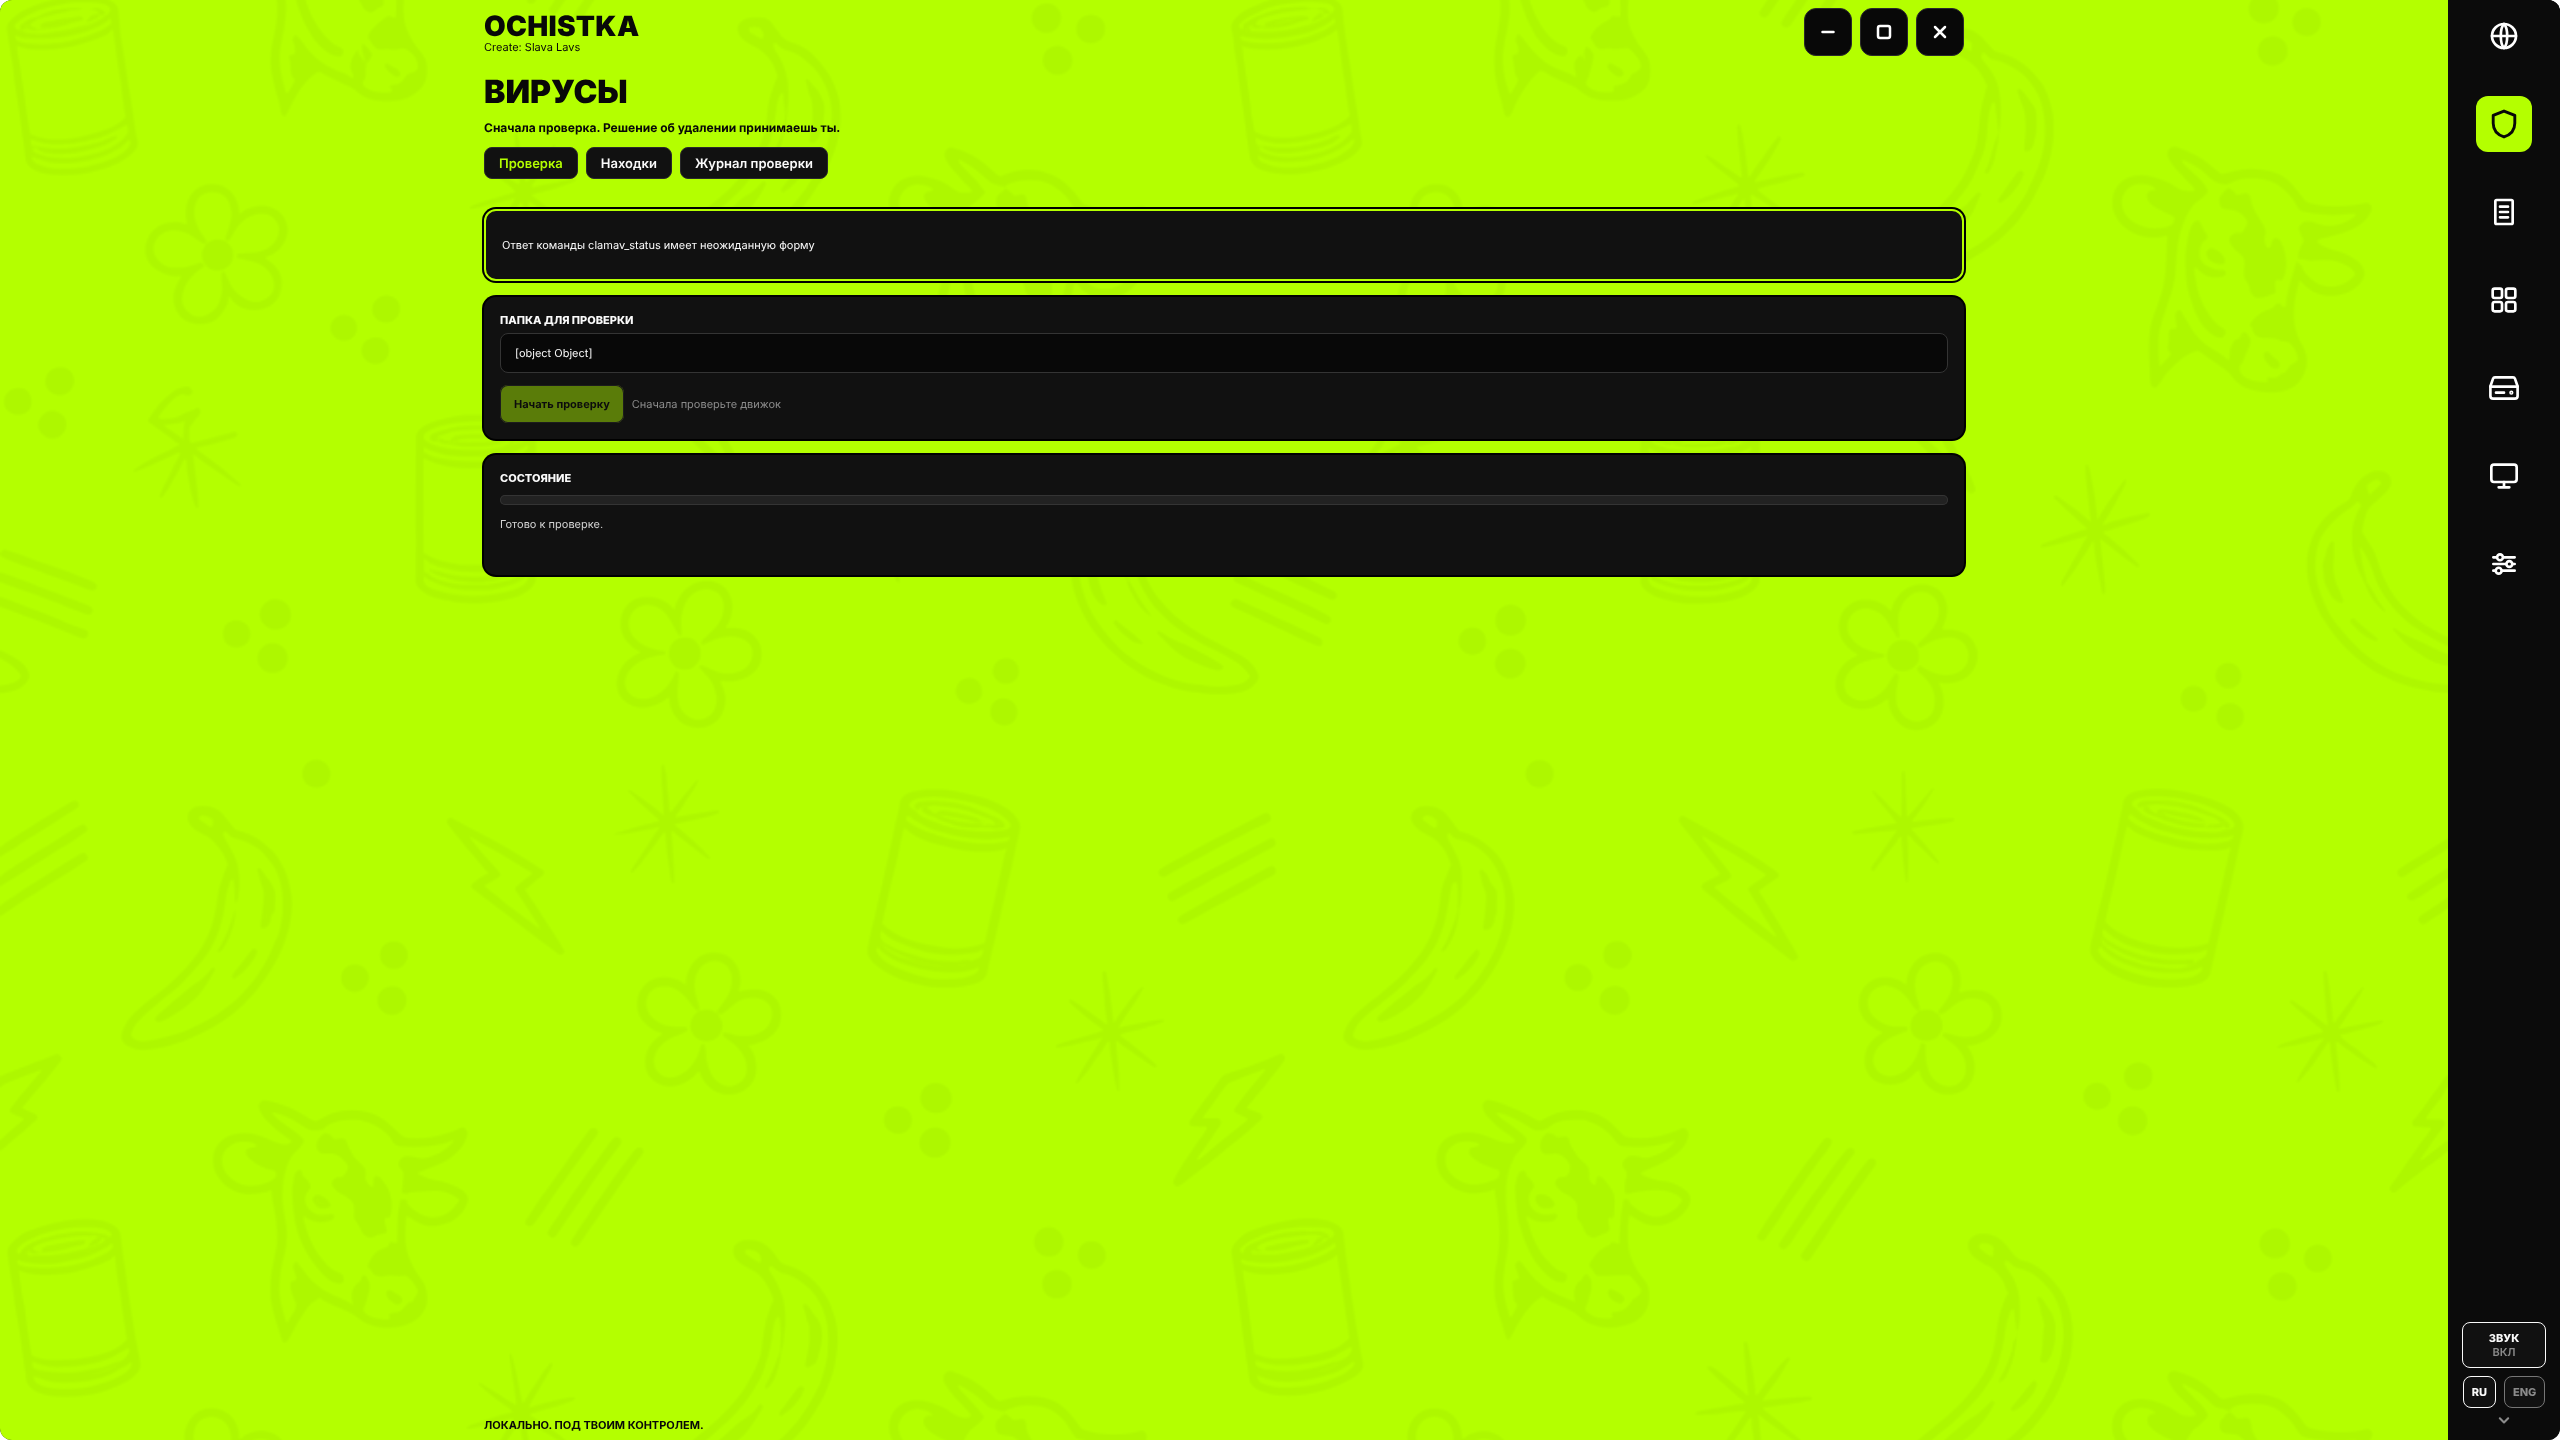 OCHISTKA
Create: Slava Lavs
ВИРУСЫ
Сначала проверка. Решение об удалении принимаешь ты.
Проверка
Находки
Журнал проверки
Ответ команды clamav_status имеет неожиданную форму
ПАПКА ДЛЯ ПРОВЕРКИ
[object Object]
Начать проверку
Сначала проверьте движок
СОСТОЯНИЕ
Готово к проверке.
ЛОКАЛЬНО. ПОД ТВОИМ КОНТРОЛЕМ.
ЗВУК
ВКЛ
RU
ENG